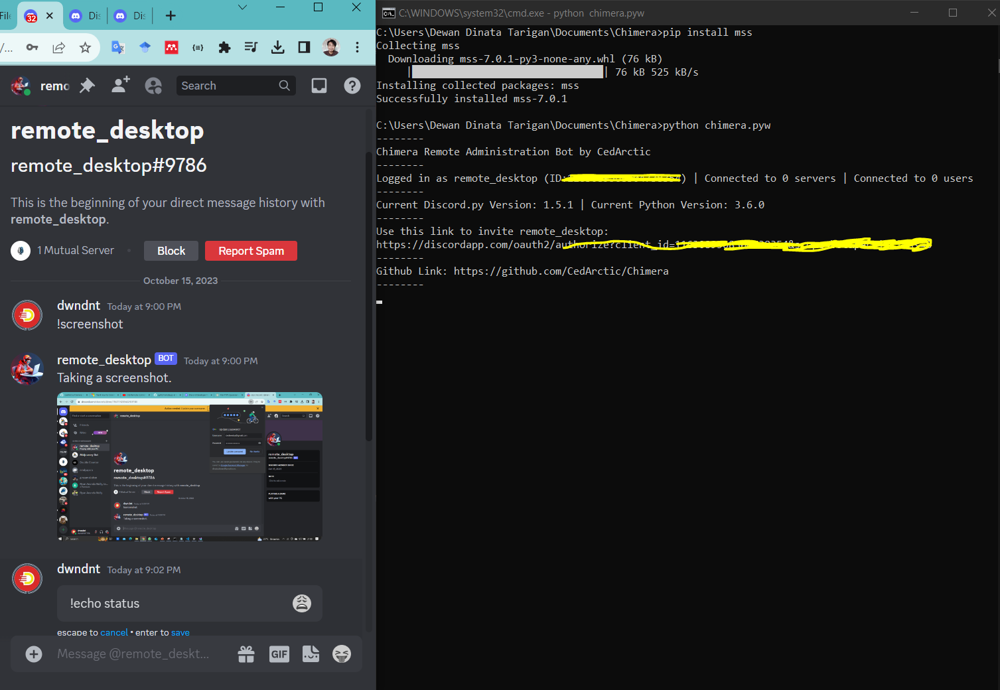 File
32
Dis
Dis
/...
remo
Search
remote_desktop
remote_desktop#9786
This is the beginning of your direct message history with
remote_desktop.
1 Mutual Server
Block
Report Spam
October 15, 2023
dwndnt Today at 9:00 PM
!screenshot
remote_desktop BOT Today at 9:00 PM
Taking a screenshot.
remote_desktop
remote_desktop#9786
dwndnt Today at 9:02 PM
!echo status
escape to cancel • enter to save
Message @remote_deskt...
GIF
C:\WINDOWS\system32\cmd.exe - python chimera.pyw
C:\Users\Dewan Dinata Tarigan\Documents\Chimera>pip install mss
Collecting mss
Downloading mss-7.0.1-py3-none-any.whl (76 kB)
| | 76 kB 525 kB/s
Installing collected packages: mss
Successfully installed mss-7.0.1
C:\Users\Dewan Dinata Tarigan\Documents\Chimera>python chimera.pyw
--------
Chimera Remote Administration Bot by CedArctic
--------
Logged in as remote_desktop (ID: ) | Connected to 0 servers | Connected to 0 users
--------
Current Discord.py Version: 1.5.1 | Current Python Version: 3.6.0
--------
Use this link to invite remote_desktop:
https://discordapp.com/oauth2/authorize?client_id=
--------
Github Link: https://github.com/CedArctic/Chimera
--------